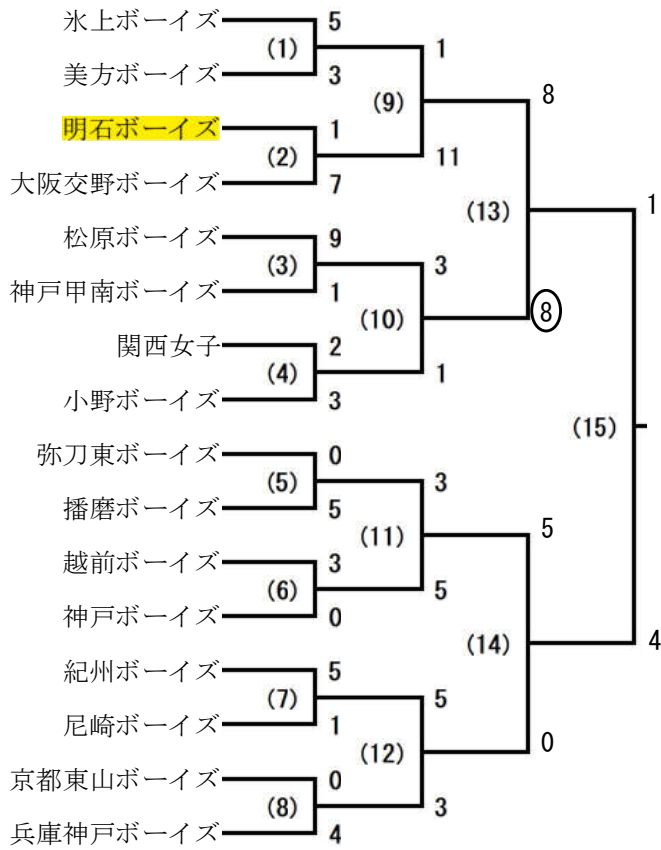 氷上ボーイズ 5
(1) 1
美方ボーイズ 3
(9) 8
明石ボーイズ 1
(2) 11
大阪交野ボーイズ 7
(13) 1
松原ボーイズ 9
(3) 3
神戸甲南ボーイズ 1
(10) 8
関西女子 2
(4) 1
小野ボーイズ 3
(15)
弥刀東ボーイズ 0
(5) 3
播磨ボーイズ 5
(11) 5
越前ボーイズ 3
(6) 5
神戸ボーイズ 0
(14) 4
紀州ボーイズ 5
(7) 5
尼崎ボーイズ 1
(12) 0
京都東山ボーイズ 0
(8) 3
兵庫神戸ボーイズ 4